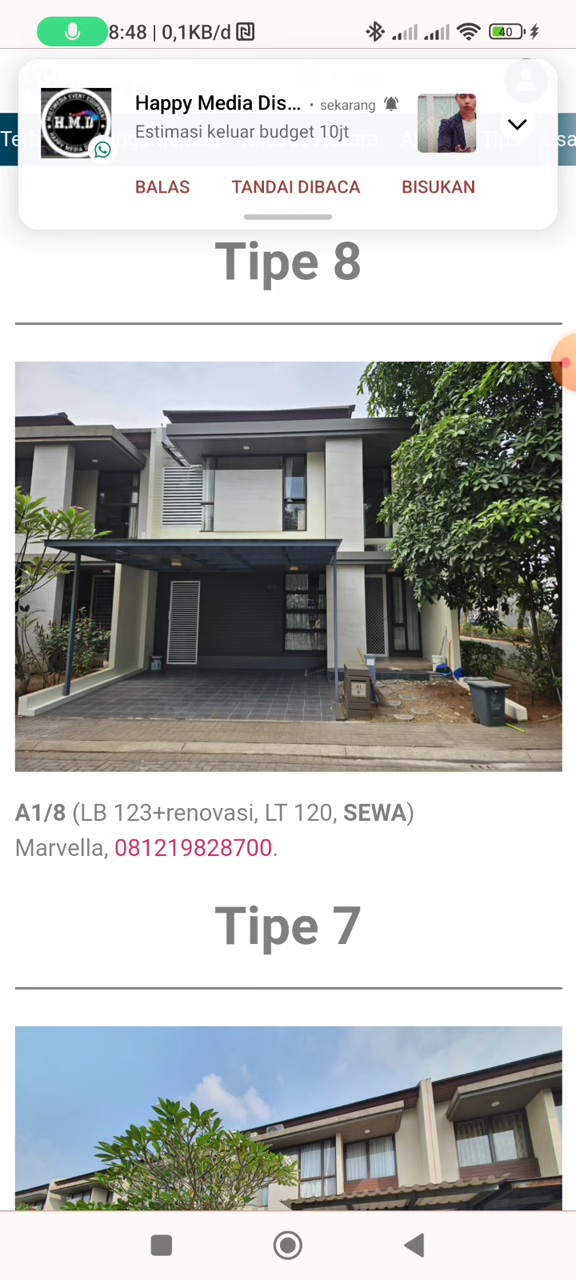 8:48 | 0,1KB/d
40
Happy Media Dis... • sekarang
Estimasi keluar budget 10jt
H.M.D
BALAS TANDAI DIBACA BISUKAN
Tipe 8
A1/8 (LB 123+renovasi, LT 120, SEWA)
Marvella, 081219828700.
Tipe 7